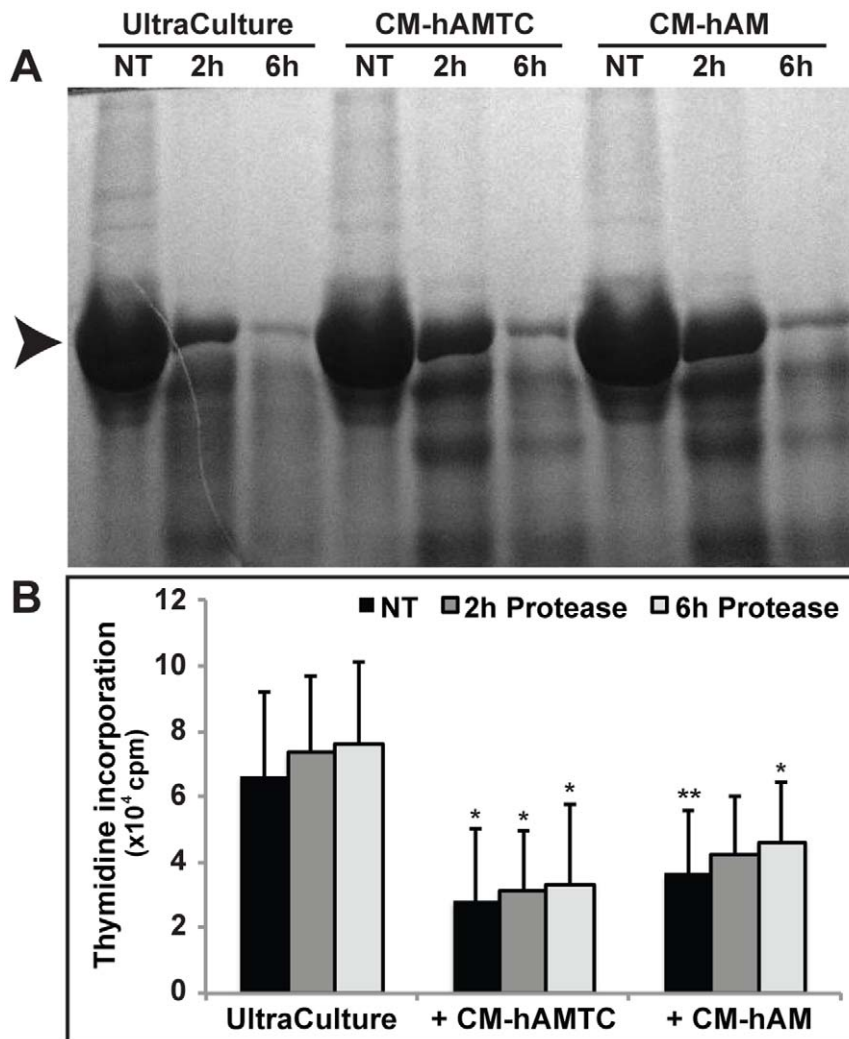 UltraCulture CM-hAMTC CM-hAM
A NT 2h 6h NT 2h 6h NT 2h 6h
B
12
NT 2h Protease 6h Protease
10
8
6
4
2
0
Thymidine incorporation
(x10⁴ cpm)
* * * ** *
UltraCulture + CM-hAMTC + CM-hAM